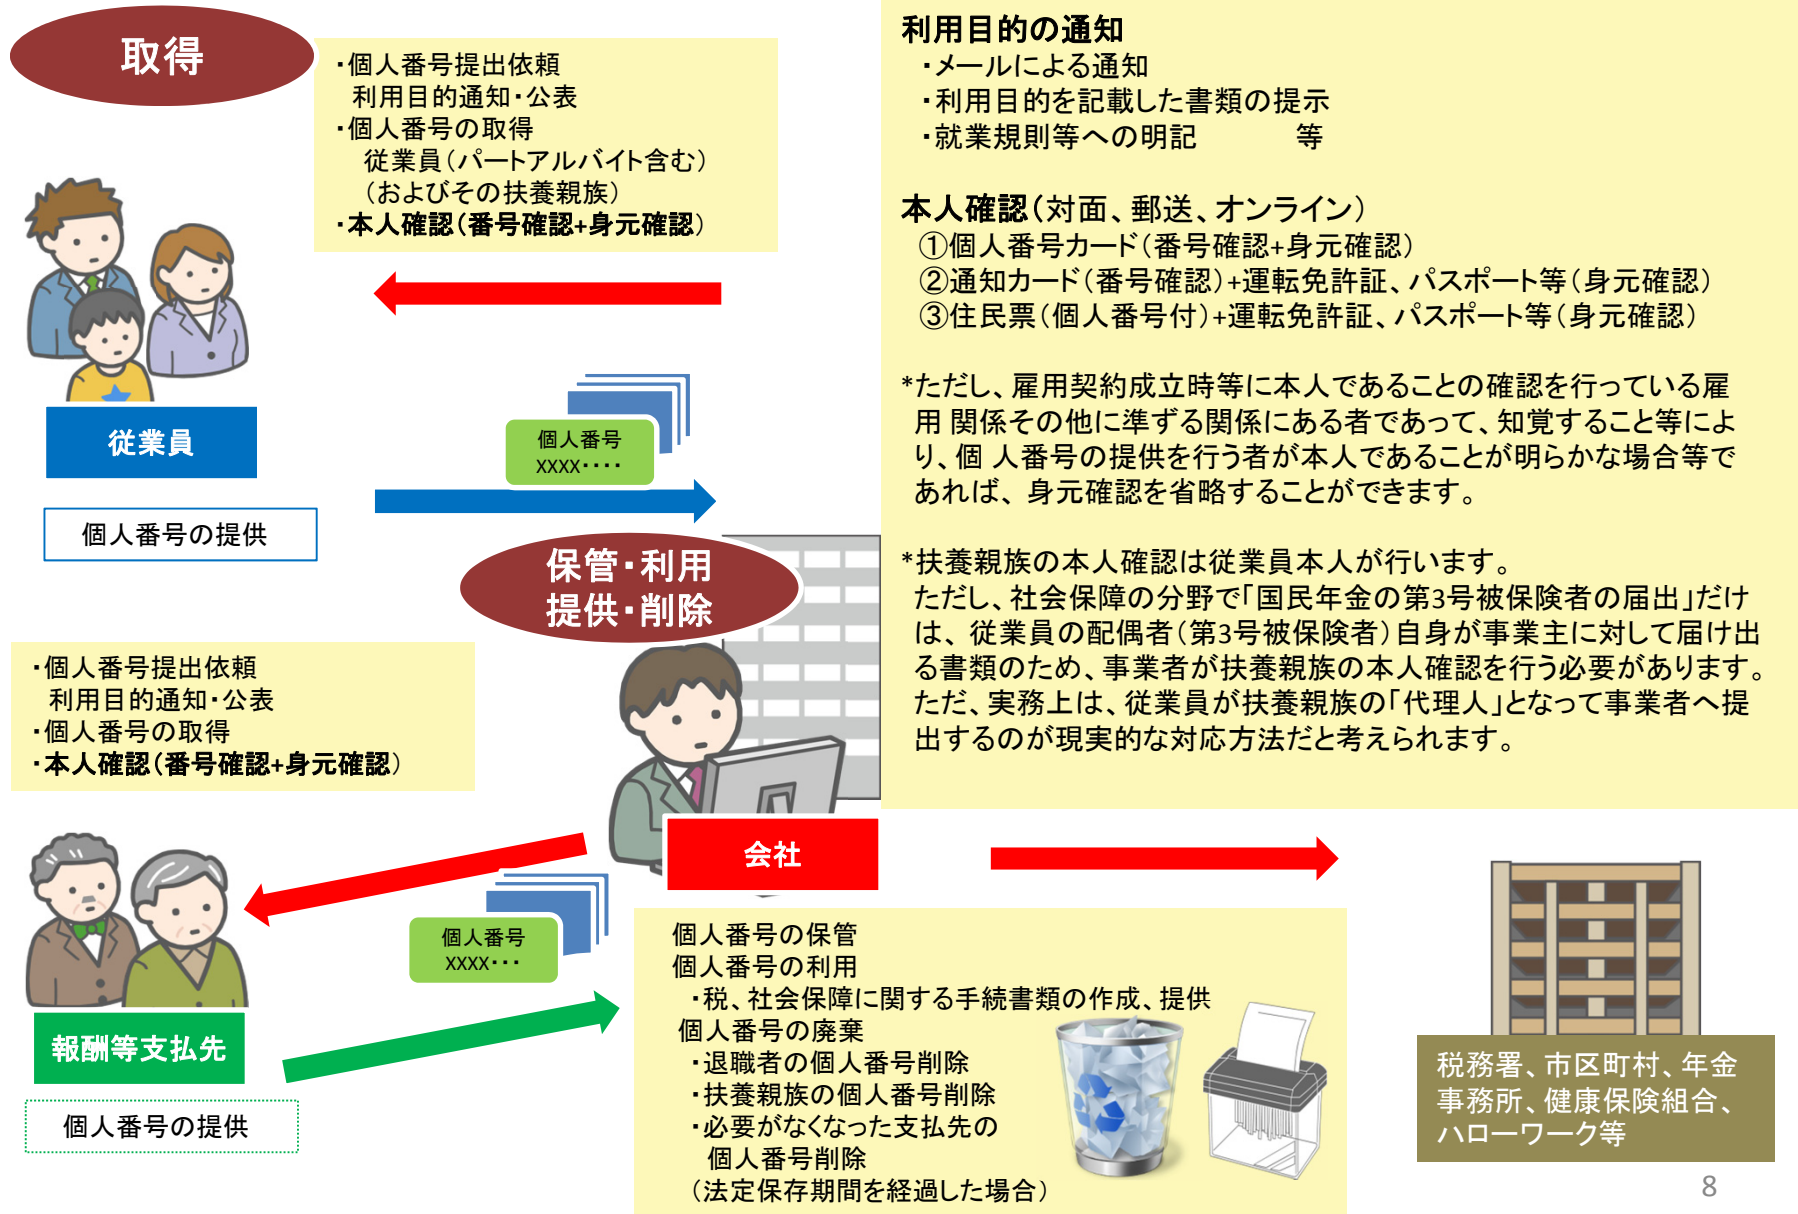 取得
・個人番号提出依頼
利用目的通知・公表
・個人番号の取得
従業員（パートアルバイト含む）
（およびその扶養親族）
・本人確認（番号確認+身元確認）
従業員
個人番号の提供
個人番号
XXXX・・・・
保管・利用
提供・削除
・個人番号提出依頼
利用目的通知・公表
・個人番号の取得
・本人確認（番号確認+身元確認）
会社
報酬等支払先
個人番号の提供
個人番号
XXXX・・・
個人番号の保管
個人番号の利用
・税、社会保障に関する手続書類の作成、提供
個人番号の廃棄
・退職者の個人番号削除
・扶養親族の個人番号削除
・必要がなくなった支払先の
個人番号削除
（法定保存期間を経過した場合）
利用目的の通知
・メールによる通知
・利用目的を記載した書類の提示
・就業規則等への明記　　　等
本人確認（対面、郵送、オンライン）
①個人番号カード（番号確認+身元確認）
②通知カード（番号確認）+運転免許証、パスポート等（身元確認）
③住民票（個人番号付）+運転免許証、パスポート等（身元確認）
*ただし、雇用契約成立時等に本人であることの確認を行っている雇
用 関係その他に準ずる関係にある者であって、知覚すること等によ
り、個 人番号の提供を行う者が本人であることが明らかな場合等で
あれば、 身元確認を省略することができます。
*扶養親族の本人確認は従業員本人が行います。
ただし、社会保障の分野で「国民年金の第3号被保険者の届出」だけ
は、 従業員の配偶者（第3号被保険者）自身が事業主に対して届け出
る書類のため、事業者が扶養親族の本人確認を行う必要があります。
ただ、実務上は、従業員が扶養親族の「代理人」となって事業者へ提
出するのが現実的な対応方法だと考えられます。
税務署、市区町村、年金
事務所、健康保険組合、
ハローワーク等
8